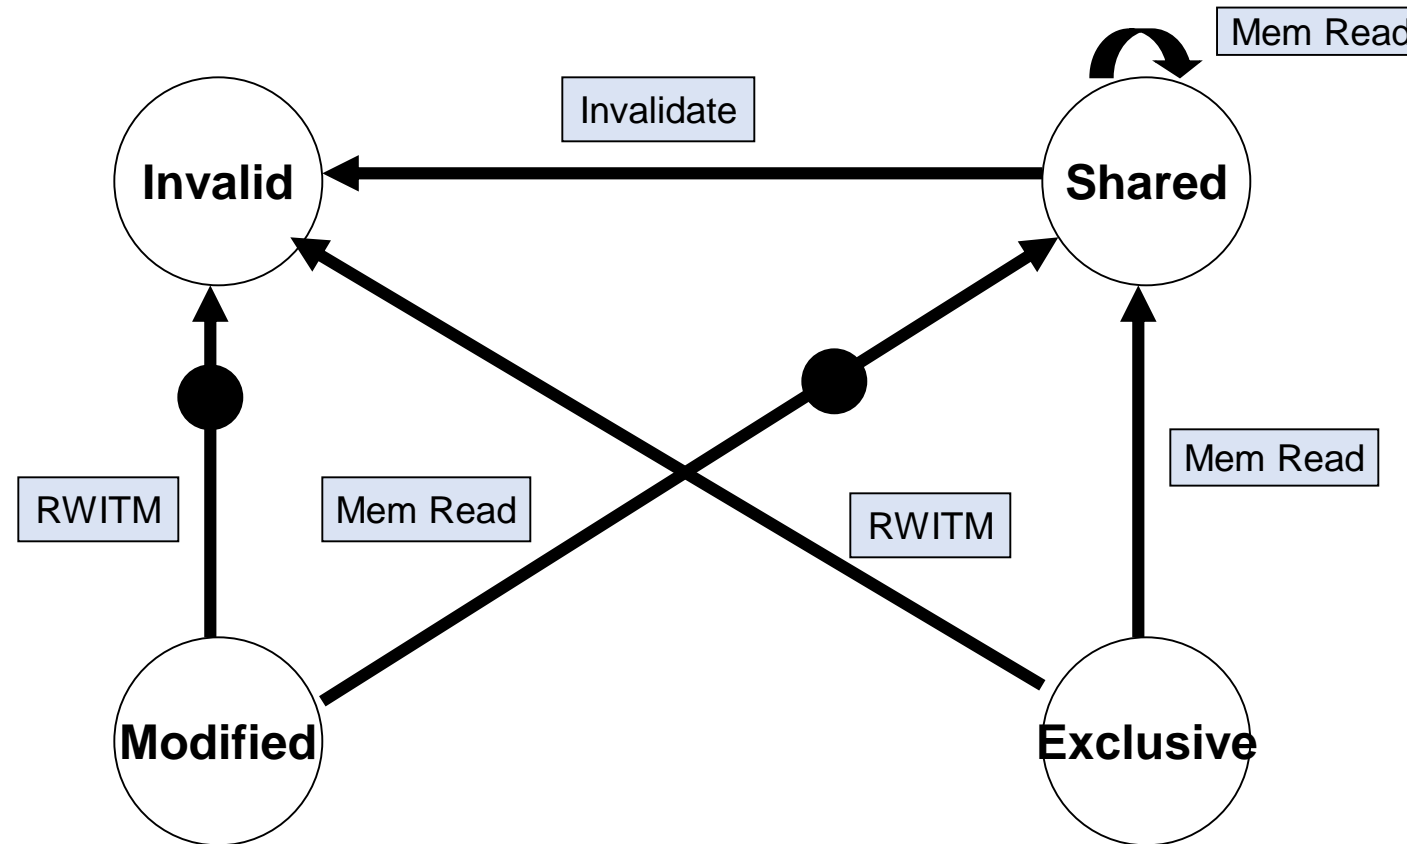 Mem Read
Invalidate
Invalid
Shared
Mem Read
RWITM
Mem Read
RWITM
Modified
Exclusive